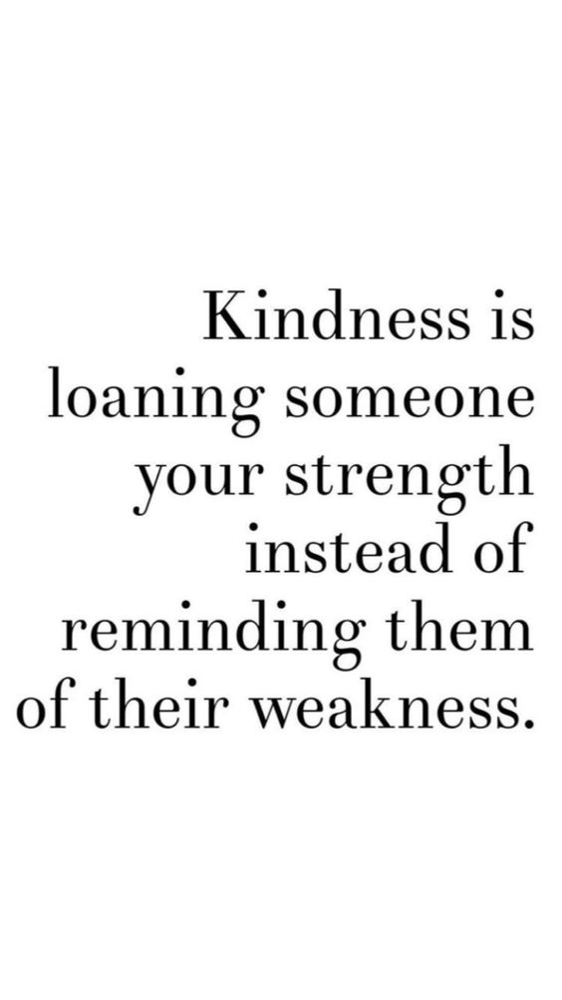 Kindness is
loaning someone
your strength
instead of
reminding them
of their weakness.